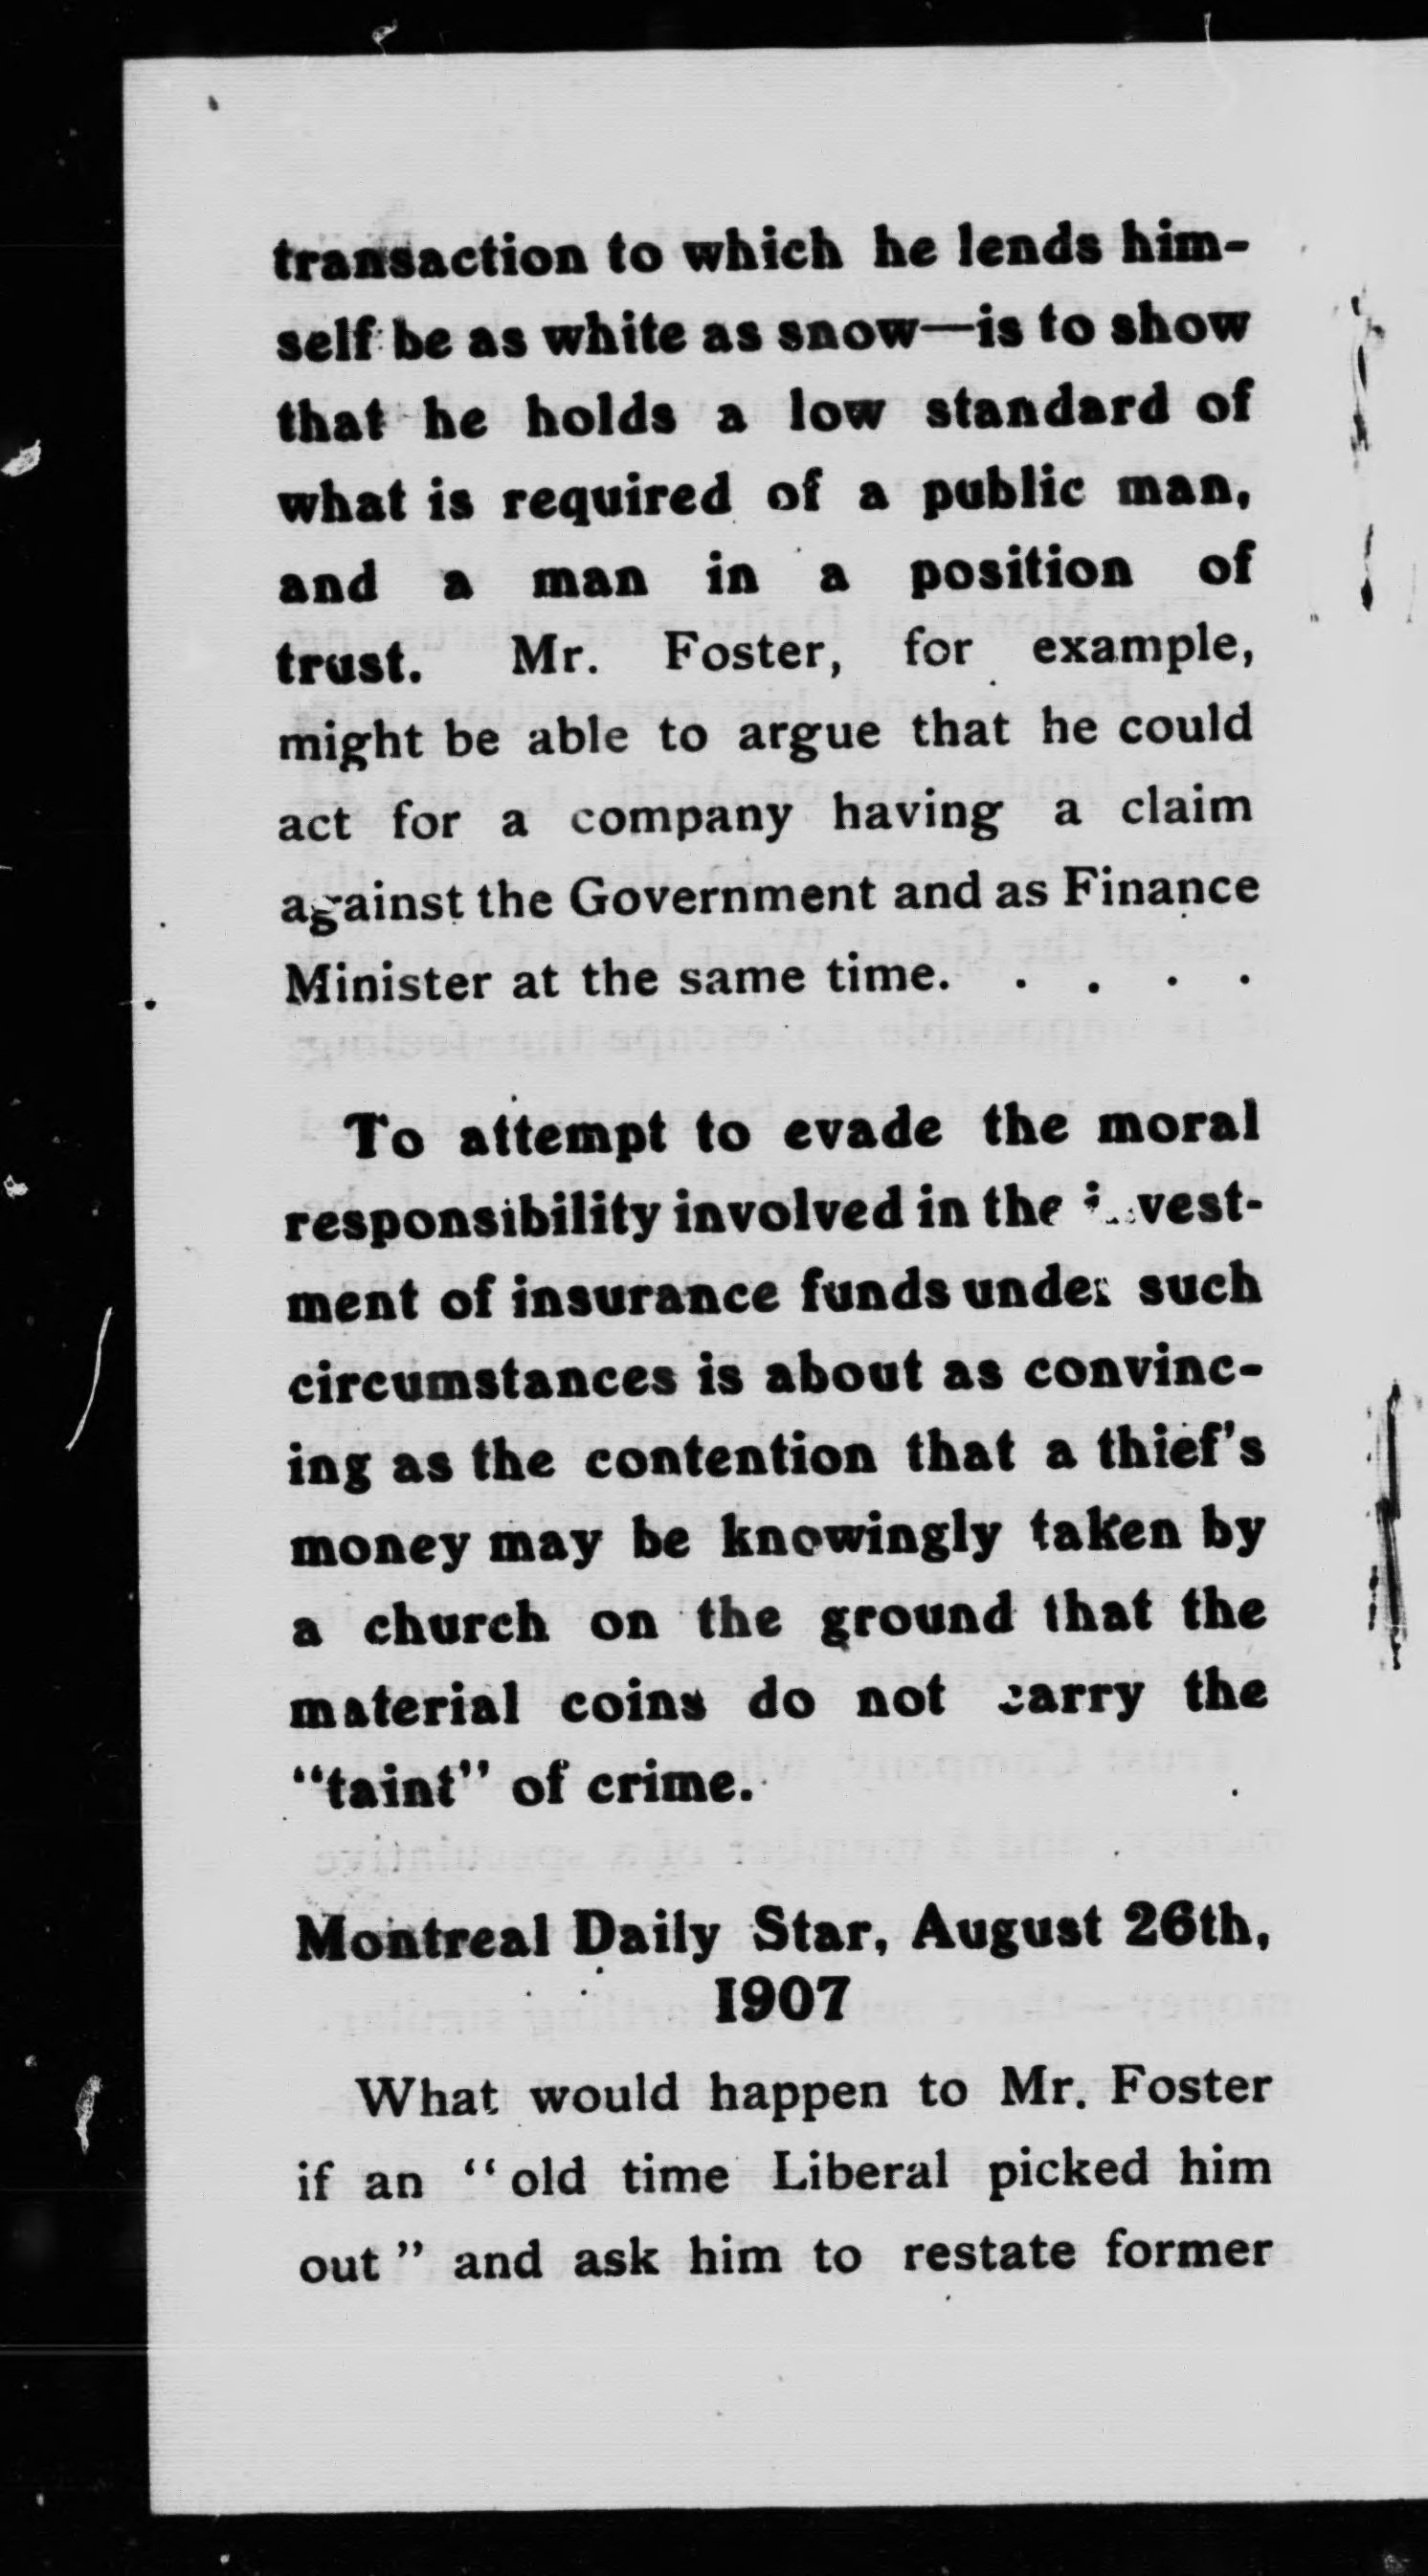 transaction to which he lends him-
self be as white as snow—is to show
that he holds a low standard of
what is required of a public man,
and a man in a position of
trust. Mr. Foster, for example,
might be able to argue that he could
act for a company having a claim
against the Government and as Finance
Minister at the same time. . . . .
To attempt to evade the moral
responsibility involved in the investment
ment of insurance funds under such
circumstances is about as convinc-
ing as the contention that a thief's
money may be knowingly taken by
a church on the ground that the
material coins do not carry the
"taint" of crime.
Montreal Daily Star, August 26th,
1907
What would happen to Mr. Foster
if an "old time Liberal picked him
out" and ask him to restate former